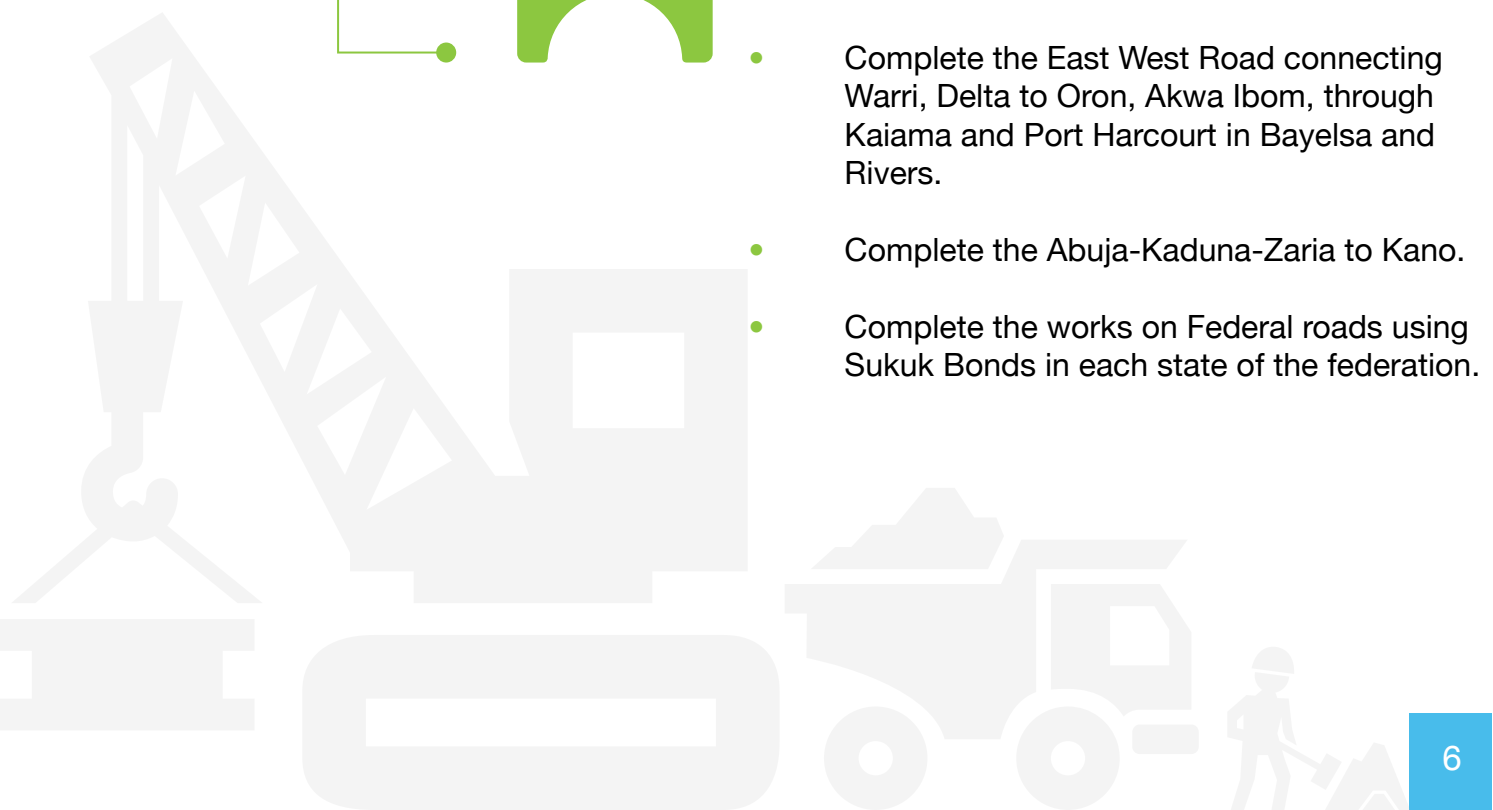 • Complete the East West Road connecting
Warri, Delta to Oron, Akwa Ibom, through
Kaiama and Port Harcourt in Bayelsa and
Rivers.
• Complete the Abuja-Kaduna-Zaria to Kano.
• Complete the works on Federal roads using
Sukuk Bonds in each state of the federation.
6